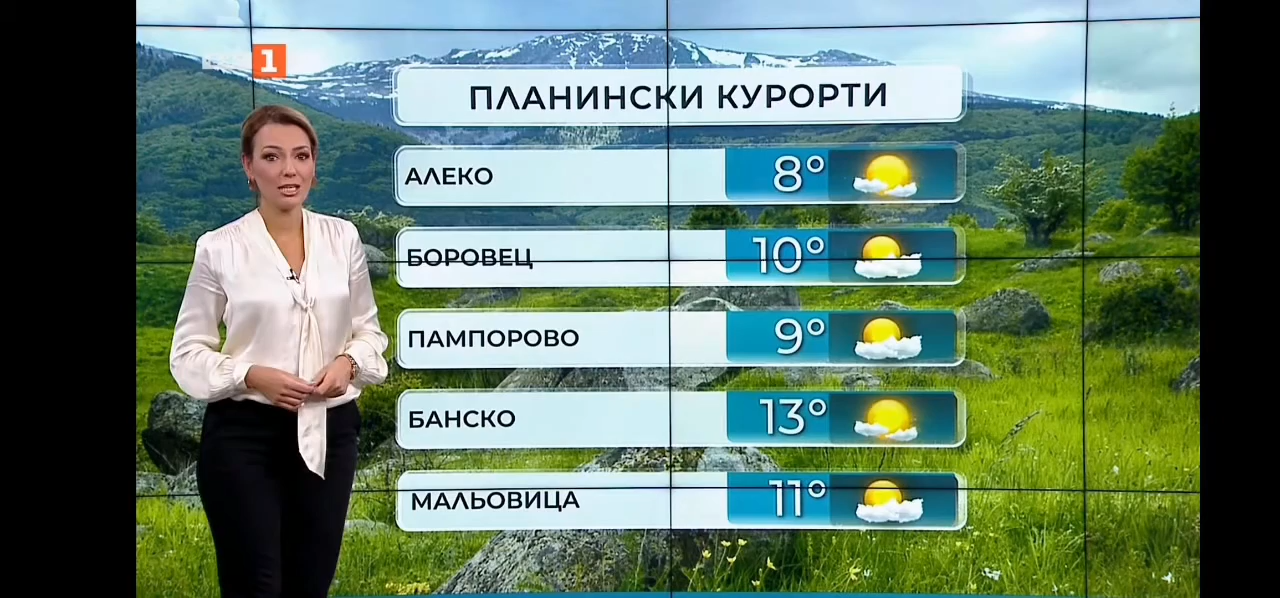 1
ПЛАНИНСКИ КУРОРТИ
АЛЕКО 8°
БОРОВЕЦ 10°
ПАМПОРОВО 9°
БАНСКО 13°
МАЛЬОВИЦА 11°